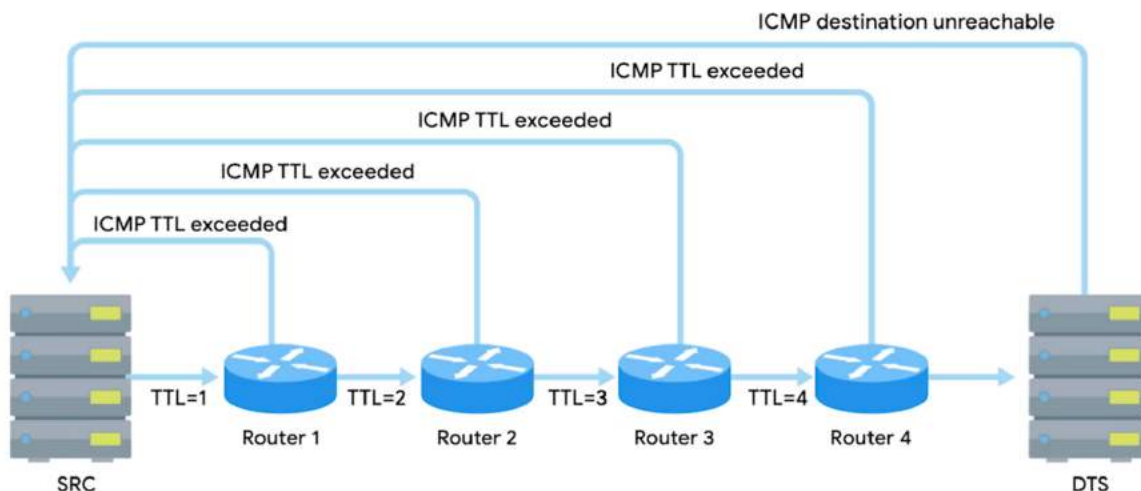 ICMP destination unreachable
ICMP TTL exceeded
ICMP TTL exceeded
ICMP TTL exceeded
ICMP TTL exceeded
TTL=1
TTL=2
TTL=3
TTL=4
Router 1
Router 2
Router 3
Router 4
SRC
DTS